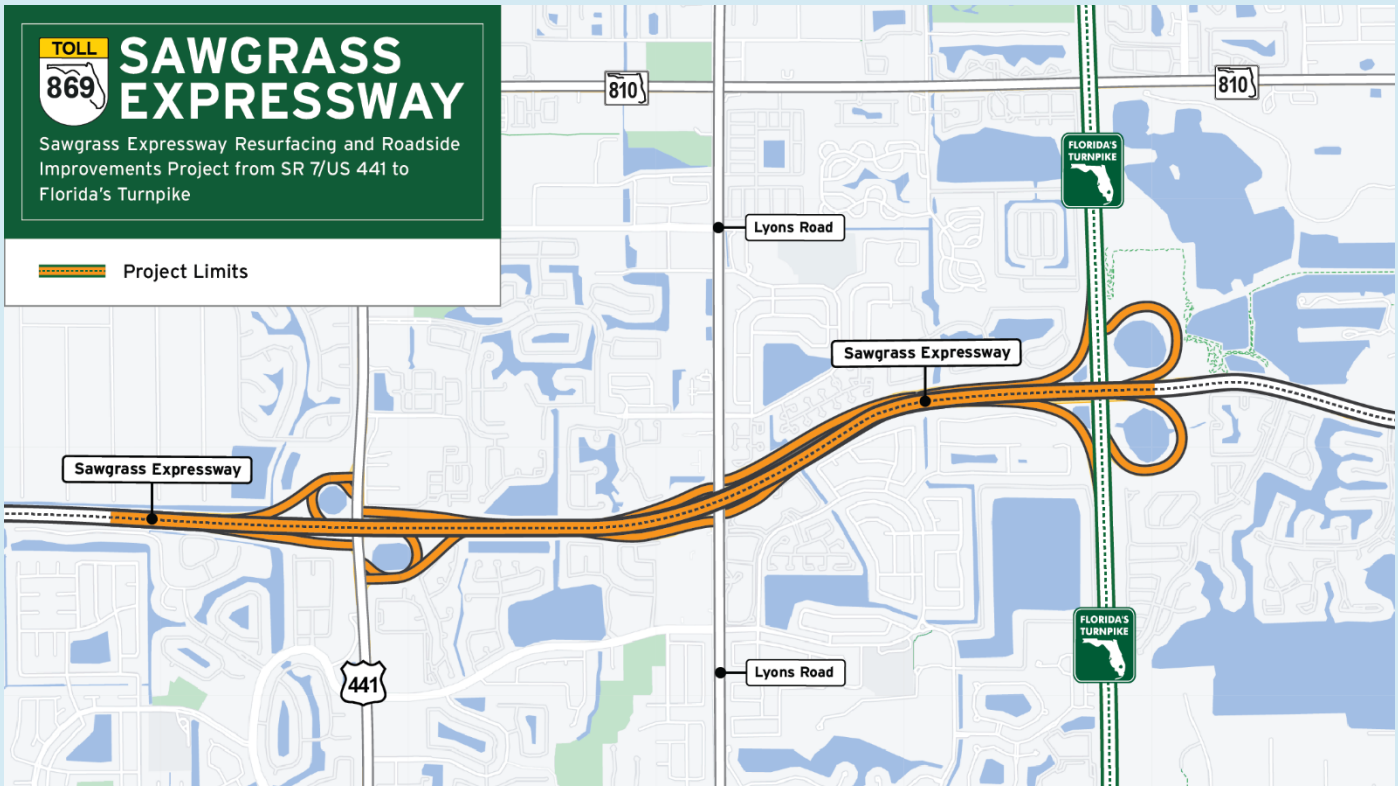 TOLL
869
SAWGRASS
EXPRESSWAY
Sawgrass Expressway Resurfacing and Roadside
Improvements Project from SR 7/US 441 to
Florida's Turnpike
Project Limits
810
810
FLORIDA'S
TURNPIKE
Lyons Road
Sawgrass Expressway
Sawgrass Expressway
FLORIDA'S
TURNPIKE
441
Lyons Road